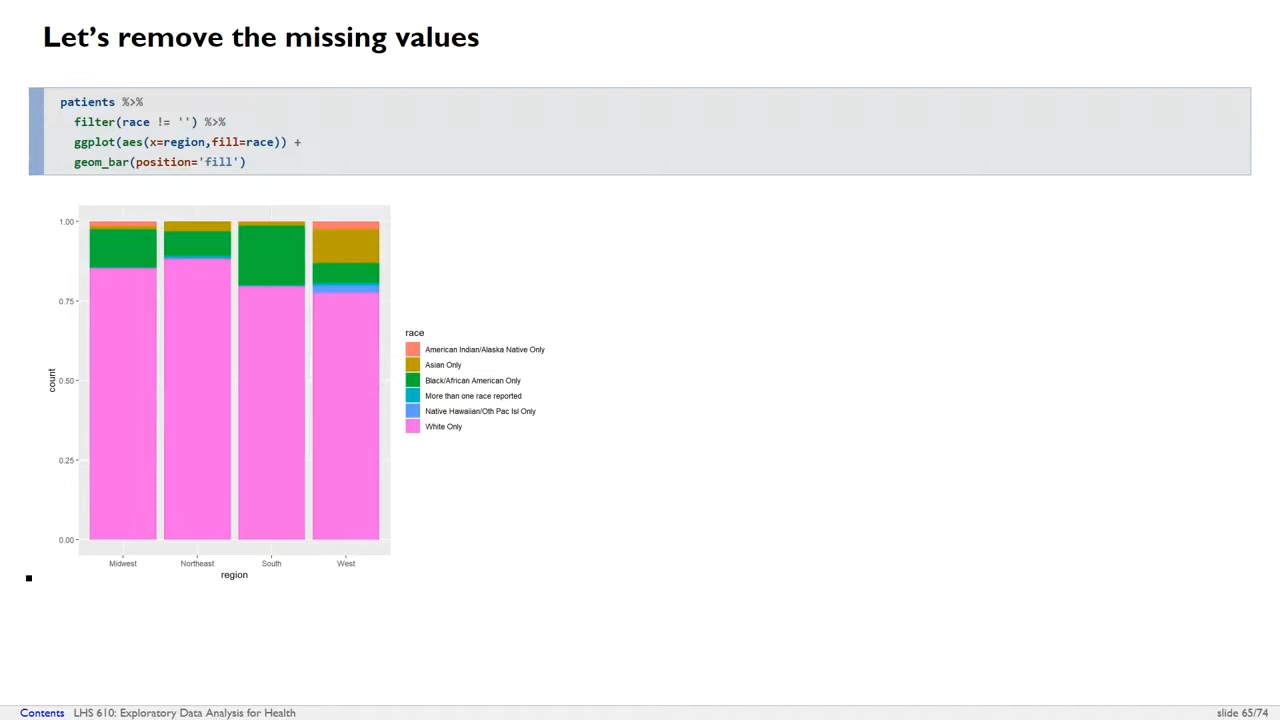 Let's remove the missing values
patients %>%
filter(race != '') %>%
ggplot(aes(x=region,fill=race)) +
geom_bar(position='fill')
1.00
0.75
0.50
0.25
0.00
count
Midwest Northeast South West
region
race
American Indian/Alaska Native Only
Asian Only
Black/African American Only
More than one race reported
Native Hawaiian/Oth Pac Isl Only
White Only
Contents LHS 610: Exploratory Data Analysis for Health slide 65/74